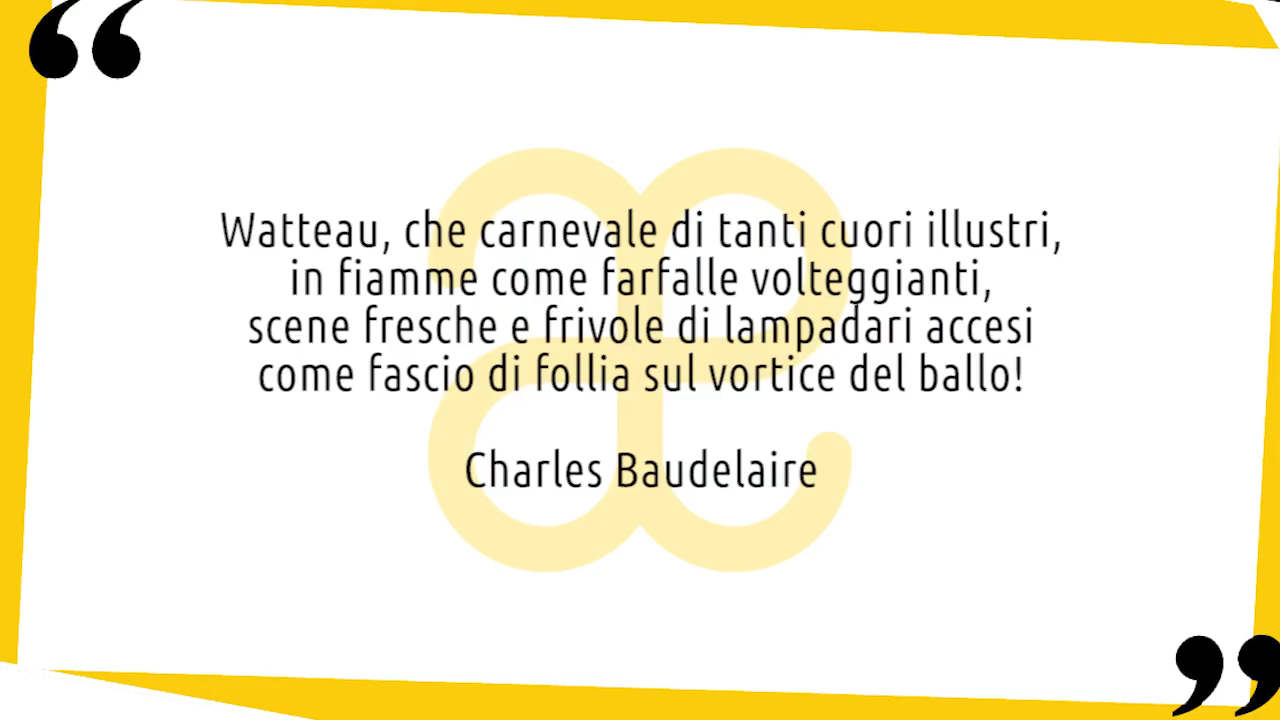 Watteau, che carnevale di tanti cuori illustri,
in fiamme come farfalle volteggianti,
scene fresche e frivole di lampadari accesi
come fascio di follia sul vortice del ballo!
Charles Baudelaire